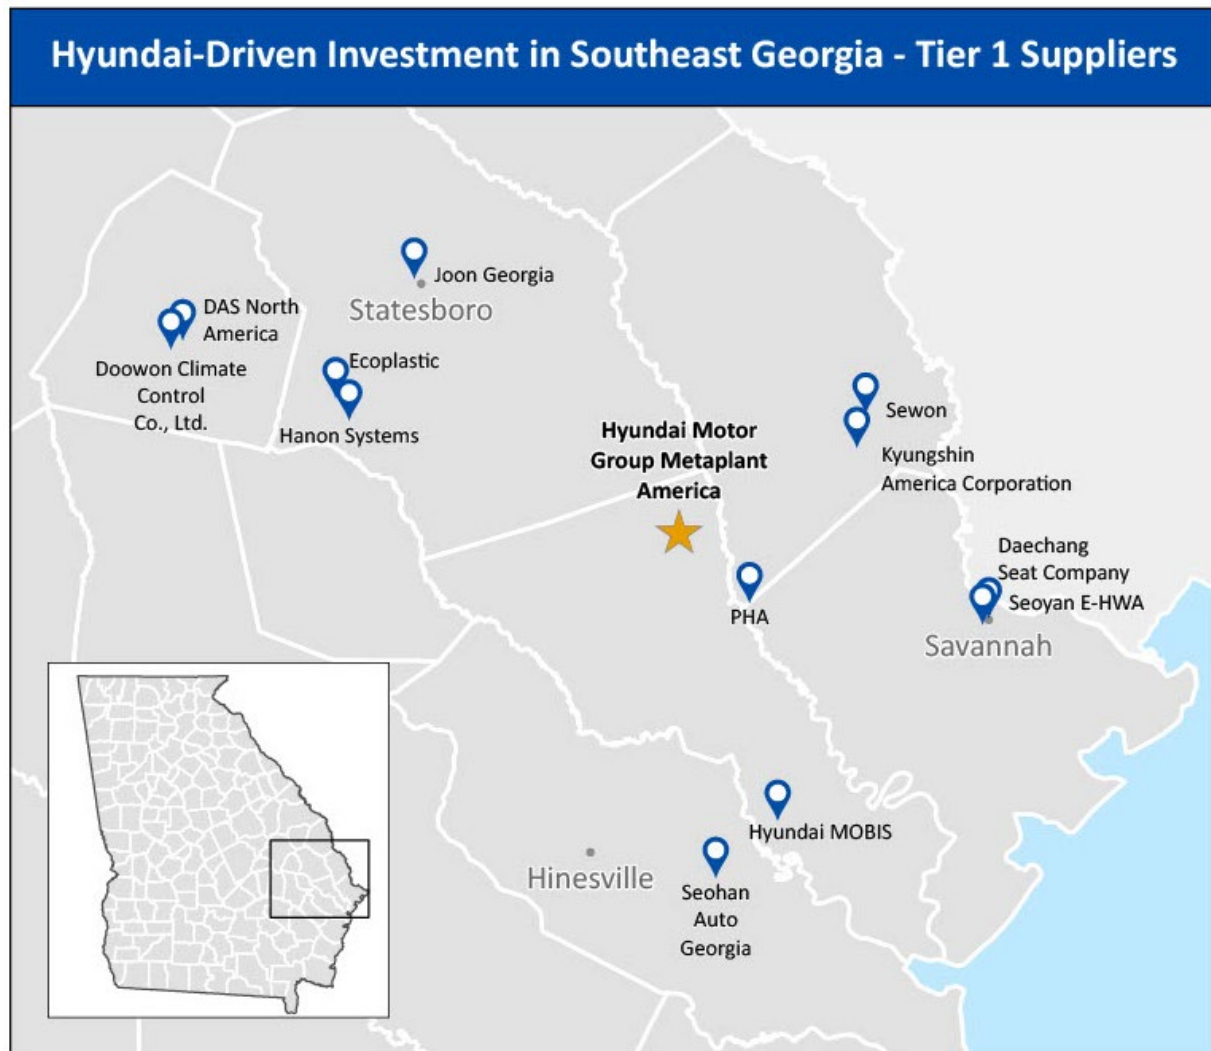 Hyundai-Driven Investment in Southeast Georgia - Tier 1 Suppliers
Joon Georgia
Statesboro
DAS North
America
Doowon Climate
Control
Co., Ltd.
Ecoplastic
Hanon Systems
Hyundai Motor
Group Metaplant
America
Sewon
Kyungshin
America Corporation
Daechang
Seat Company
Seoyan E-HWA
Savannah
PHA
Hyundai MOBIS
Hinesville
Seohan
Auto
Georgia